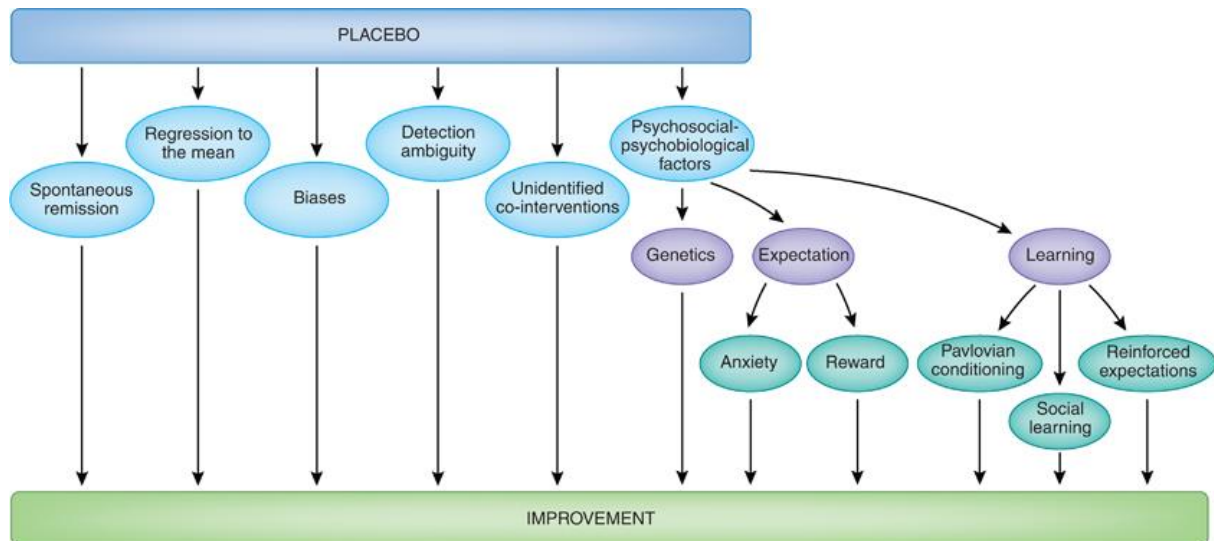 PLACEBO
Spontaneous
remission
Regression to
the mean
Biases
Detection
ambiguity
Unidentified
co-interventions
Psychosocial-
psychobiological
factors
Genetics
Expectation
Learning
Anxiety
Reward
Pavlovian
conditioning
Social
learning
Reinforced
expectations
IMPROVEMENT